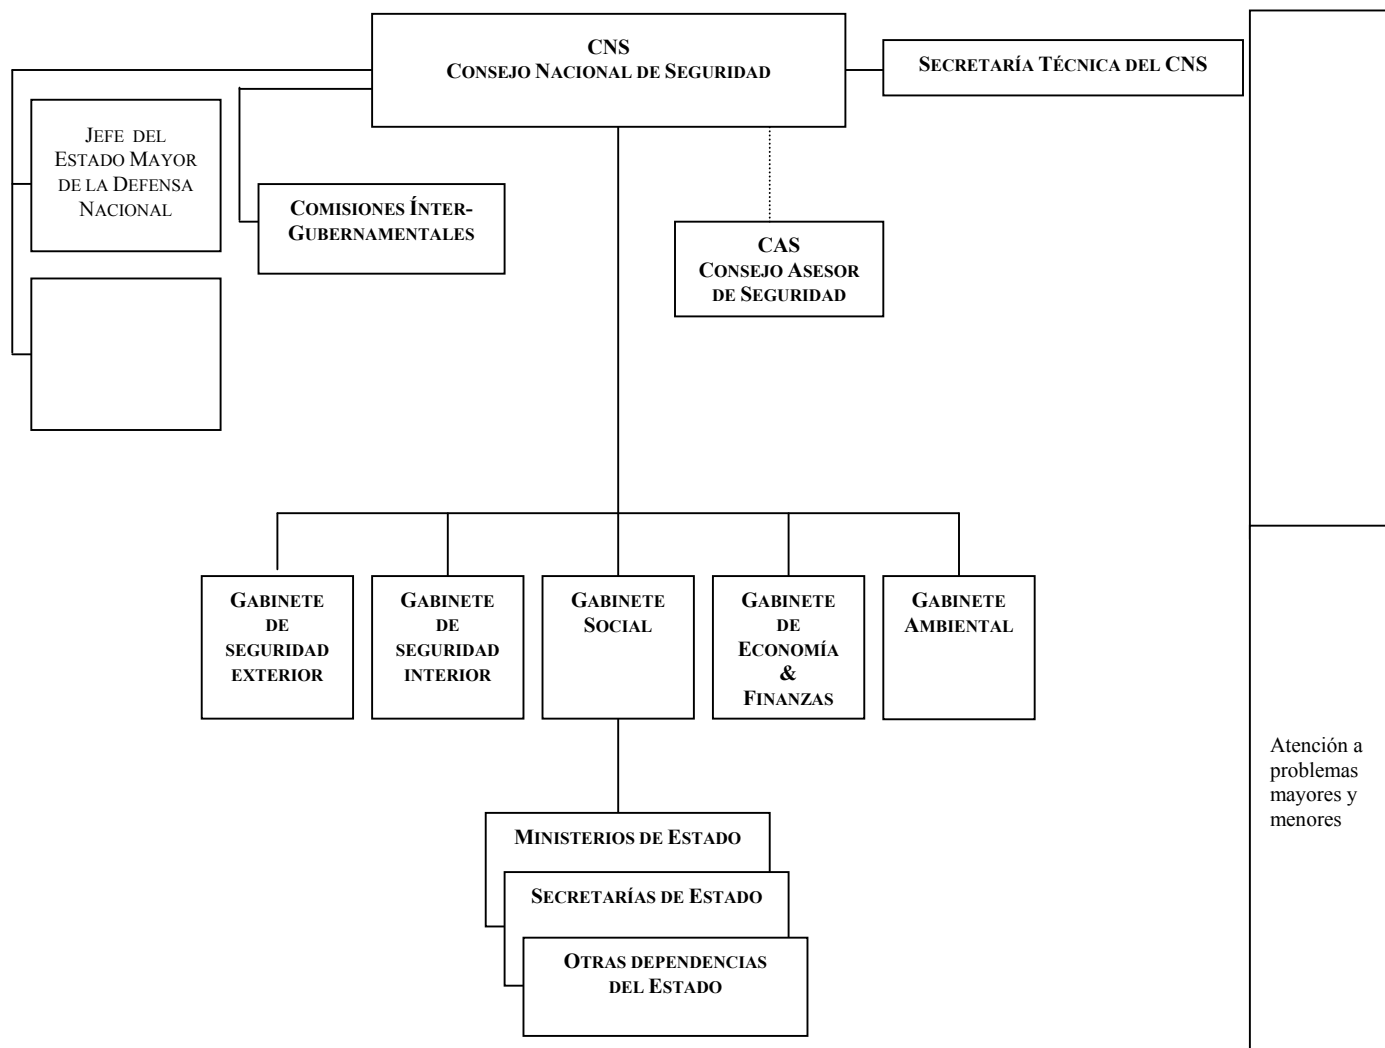 CNS
CONSEJO NACIONAL DE SEGURIDAD
SECRETARÍA TÉCNICA DEL CNS
JEFE DEL
ESTADO MAYOR
DE LA DEFENSA
NACIONAL
COMISIONES ÍNTER-
GUBERNAMENTALES
CAS
CONSEJO ASESOR
DE SEGURIDAD
GABINETE
DE
SEGURIDAD
EXTERIOR
GABINETE
DE
SEGURIDAD
INTERIOR
GABINETE
SOCIAL
GABINETE
DE
ECONOMÍA
&
FINANZAS
GABINETE
AMBIENTAL
Atención a
problemas
mayores y
menores
MINISTERIOS DE ESTADO
SECRETARÍAS DE ESTADO
OTRAS DEPENDENCIAS
DEL ESTADO